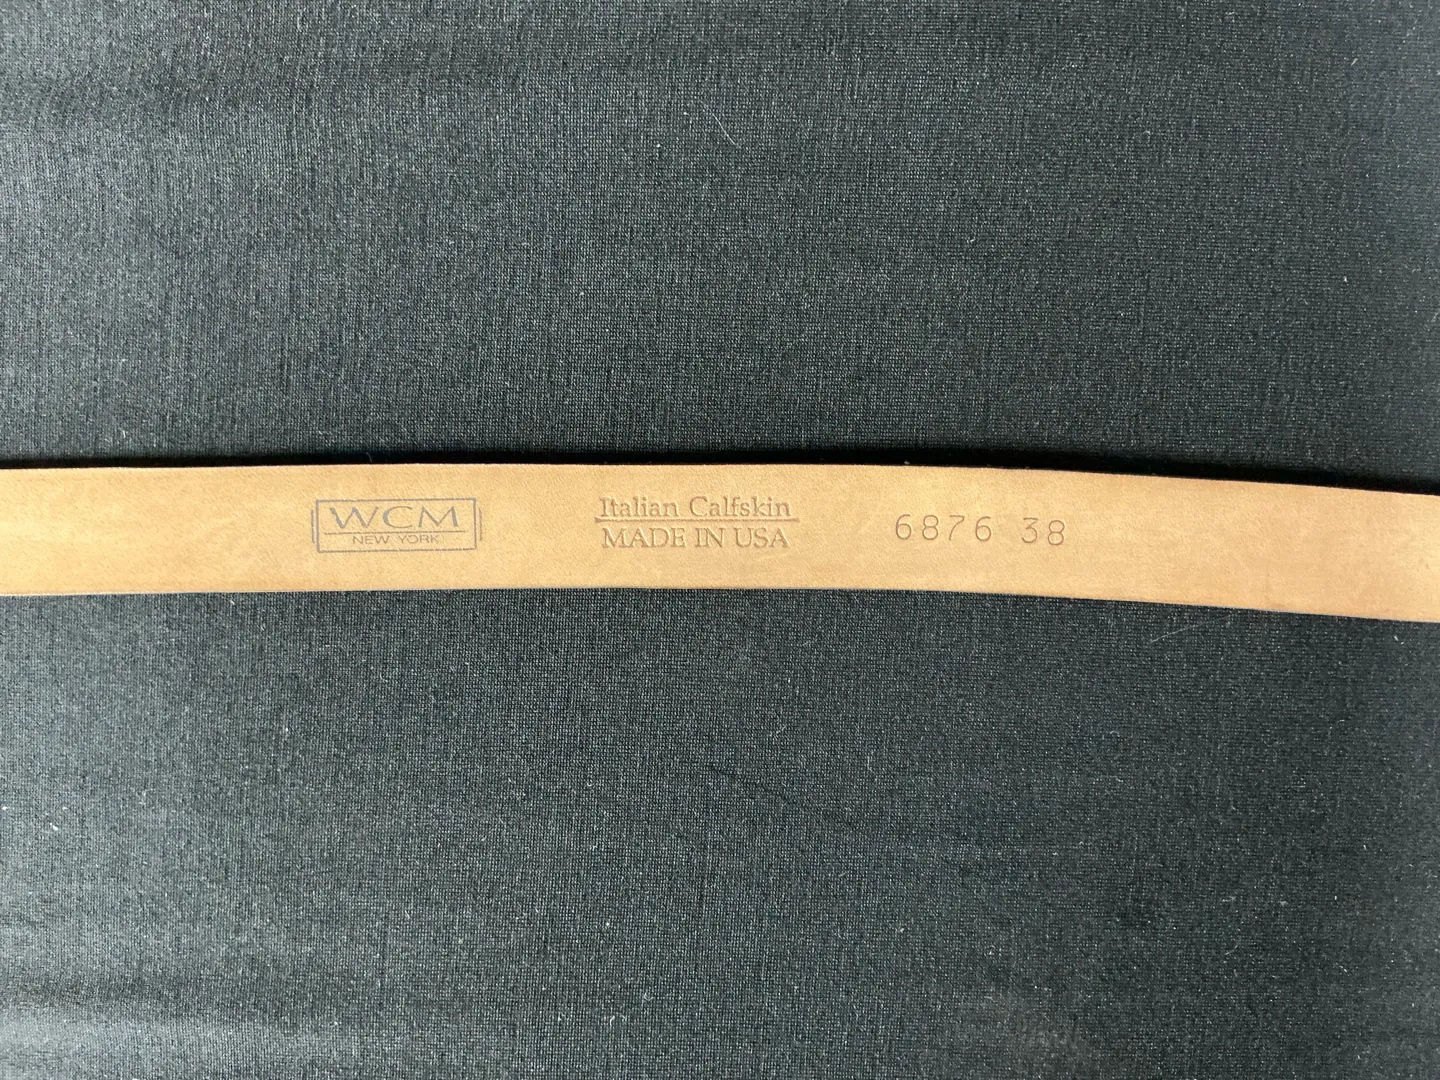 WCM
NEW YORK
Italian Calfskin
MADE IN USA
6876 38